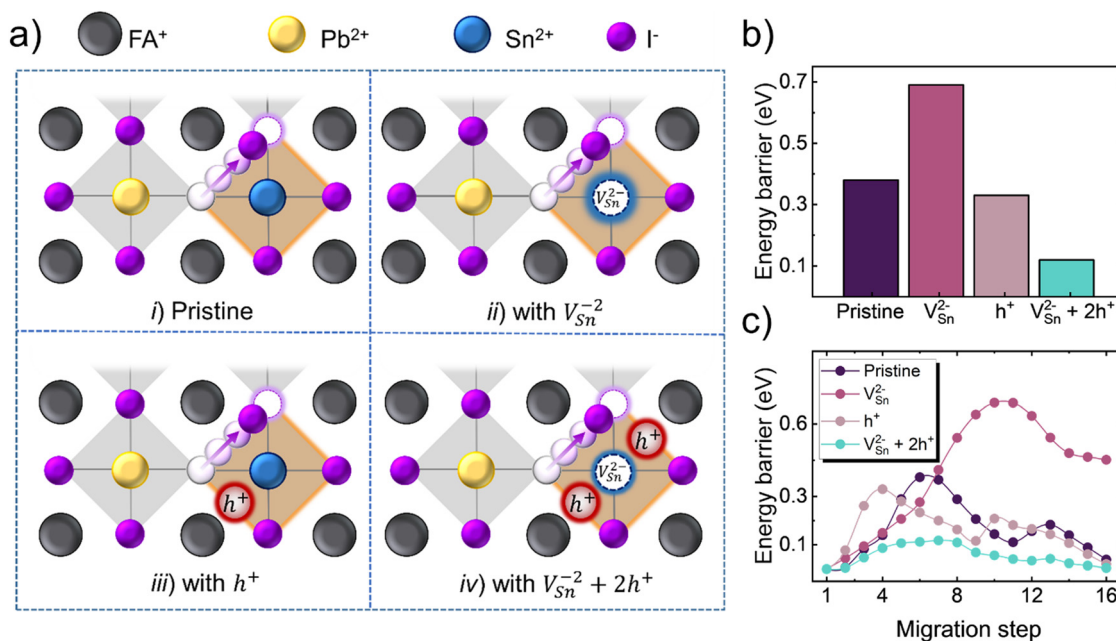 a)
FA⁺ Pb²⁺ Sn²⁺ I⁻
i) Pristine
V²⁻Sn
ii) with V⁻²Sn
h⁺
iii) with h⁺
h⁺
V²⁻Sn
h⁺
iv) with V⁻²Sn + 2h⁺
b)
Energy barrier (eV)
0.7
0.5
0.3
0.1
Pristine V²⁻Sn h⁺ V²⁻Sn + 2h⁺
c)
Energy barrier (eV)
0.6
0.3
0.1
Pristine
V²⁻Sn
h⁺
V²⁻Sn + 2h⁺
1 4 8 12 16
Migration step